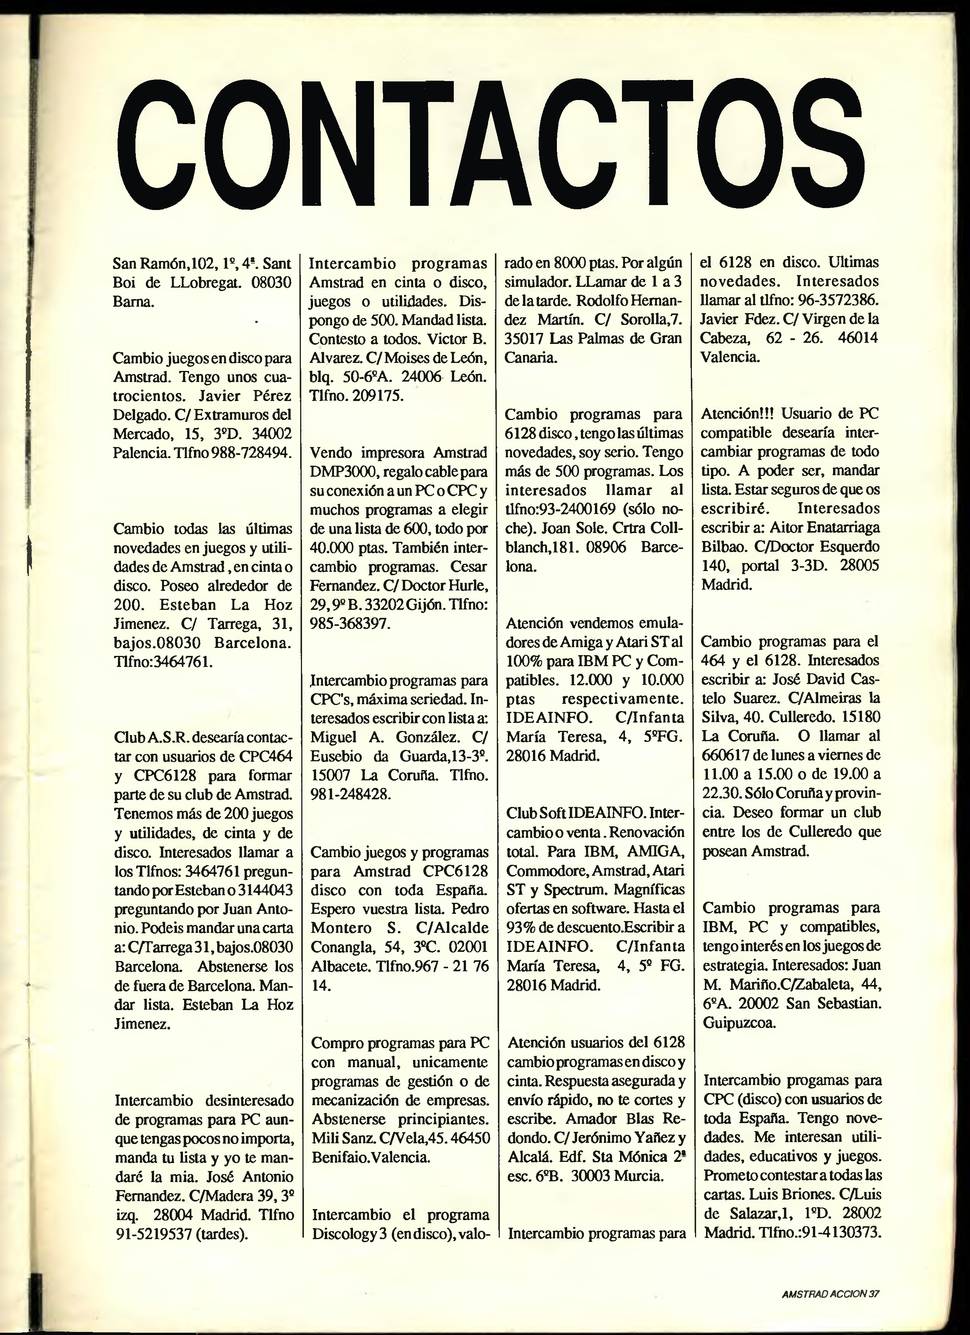 CONTACTOS
San Ramón,102, 1º, 4ª. Sant
Boi de LLobregat. 08030
Barna.
Cambio juegos en disco para
Amstrad. Tengo unos cua-
trocientos. Javier Pérez
Delgado. C/ Extramuros del
Mercado, 15, 3ºD. 34002
Palencia. Tlfno 988-728494.
Cambio todas las últimas
novedades en juegos y utili-
dades de Amstrad , en cinta o
disco. Poseo alrededor de
200. Esteban La Hoz
Jimenez. C/ Tarrega, 31,
bajos.08030 Barcelona.
Tlfno:3464761.
Club A.S.R. desearía contac-
tar con usuarios de CPC464
y CPC6128 para formar
parte de su club de Amstrad.
Tenemos más de 200 juegos
y utilidades, de cinta y de
disco. Interesados llamar a
los Tlfnos: 3464761 pregun-
tando por Esteban o 3144043
preguntando por Juan Anto-
nio. Podeis mandar una carta
a: C/Tarrega 31, bajos.08030
Barcelona. Abstenerse los
de fuera de Barcelona. Man-
dar lista. Esteban La Hoz
Jimenez.
Intercambio desinteresado
de programas para PC aun-
que tengas pocos no importa,
manda tu lista y yo te man-
daré la mia. José Antonio
Fernandez. C/Madera 39, 3º
izq. 28004 Madrid. Tlfno
91-5219537 (tardes).
Intercambio programas
Amstrad en cinta o disco,
juegos o utilidades. Dis-
pongo de 500. Mandad lista.
Contesto a todos. Victor B.
Alvarez. C/ Moises de León,
blq. 50-6ºA. 24006 León.
Tlfno. 209175.
Vendo impresora Amstrad
DMP3000, regalo cable para
su conexión a un PC o CPC y
muchos programas a elegir
de una lista de 600, todo por
40.000 ptas. También inter-
cambio programas. Cesar
Fernandez. C/ Doctor Hurle,
29, 9º B. 33202 Gijón. Tlfno:
985-368397.
Intercambio programas para
CPC's, máxima seriedad. In-
teresados escribir con lista a:
Miguel A. González. C/
Eusebio da Guarda,13-3º.
15007 La Coruña. Tlfno.
981-248428.
Cambio juegos y programas
para Amstrad CPC6128
disco con toda España.
Espero vuestra lista. Pedro
Montero S. C/Alcalde
Conangla, 54, 3ºC. 02001
Albacete. Tlfno.967 - 21 76
14.
Compro programas para PC
con manual, unicamente
programas de gestión o de
mecanización de empresas.
Abstenerse principiantes.
Mili Sanz. C/Vela,45. 46450
Benifaio.Valencia.
Intercambio el programa
Discology 3 (en disco), valo-
rado en 8000 ptas. Por algún
simulador. LLamar de 1 a 3
de la tarde. Rodolfo Hernan-
dez Martín. C/ Sorolla,7.
35017 Las Palmas de Gran
Canaria.
Cambio programas para
6128 disco , tengo las últimas
novedades, soy serio. Tengo
más de 500 programas. Los
interesados llamar al
tlfno:93-2400169 (sólo no-
che). Joan Sole. Crtra Coll-
blanch,181. 08906 Barce-
lona.
Atención vendemos emula-
dores de Amiga y Atari ST al
100% para IBM PC y Com-
patibles. 12.000 y 10.000
ptas respectivamente.
IDEAINFO. C/Infanta
María Teresa, 4, 5ºFG.
28016 Madrid.
Club Soft IDEAINFO. Inter-
cambio o venta . Renovación
total. Para IBM, AMIGA,
Commodore, Amstrad, Atari
ST y Spectrum. Magníficas
ofertas en software. Hasta el
93% de descuento.Escribir a
IDEAINFO. C/Infanta
María Teresa, 4, 5º FG.
28016 Madrid.
Atención usuarios del 6128
cambio programas en disco y
cinta. Respuesta asegurada y
envío rápido, no te cortes y
escribe. Amador Blas Re-
dondo. C/ Jerónimo Yañez y
Alcalá. Edf. Sta Mónica 2ª
esc. 6ºB. 30003 Murcia.
Intercambio programas para
el 6128 en disco. Ultimas
novedades. Interesados
llamar al tlfno: 96-3572386.
Javier Fdez. C/ Virgen de la
Cabeza, 62 - 26. 46014
Valencia.
Atención!!! Usuario de PC
compatible desearía inter-
cambiar programas de todo
tipo. A poder ser, mandar
lista. Estar seguros de que os
escribiré. Interesados
escribir a: Aitor Enatarriaga
Bilbao. C/Doctor Esquerdo
140, portal 3-3D. 28005
Madrid.
Cambio programas para el
464 y el 6128. Interesados
escribir a: José David Cas-
telo Suarez. C/Almeiras la
Silva, 40. Culleredo. 15180
La Coruña. O llamar al
660617 de lunes a viernes de
11.00 a 15.00 o de 19.00 a
22.30. Sólo Coruña y provin-
cia. Deseo formar un club
entre los de Culleredo que
posean Amstrad.
Cambio programas para
IBM, PC y compatibles,
tengo interés en los juegos de
estrategia. Interesados: Juan
M. Mariño.C/Zabaleta, 44,
6ºA. 20002 San Sebastian.
Guipuzcoa.
Intercambio progamas para
CPC (disco) con usuarios de
toda España. Tengo nove-
dades. Me interesan utili-
dades, educativos y juegos.
Prometo contestar a todas las
cartas. Luis Briones. C/Luis
de Salazar,1, 1ºD. 28002
Madrid. Tlfno.:91-4130373.
AMSTRAD ACCION 37